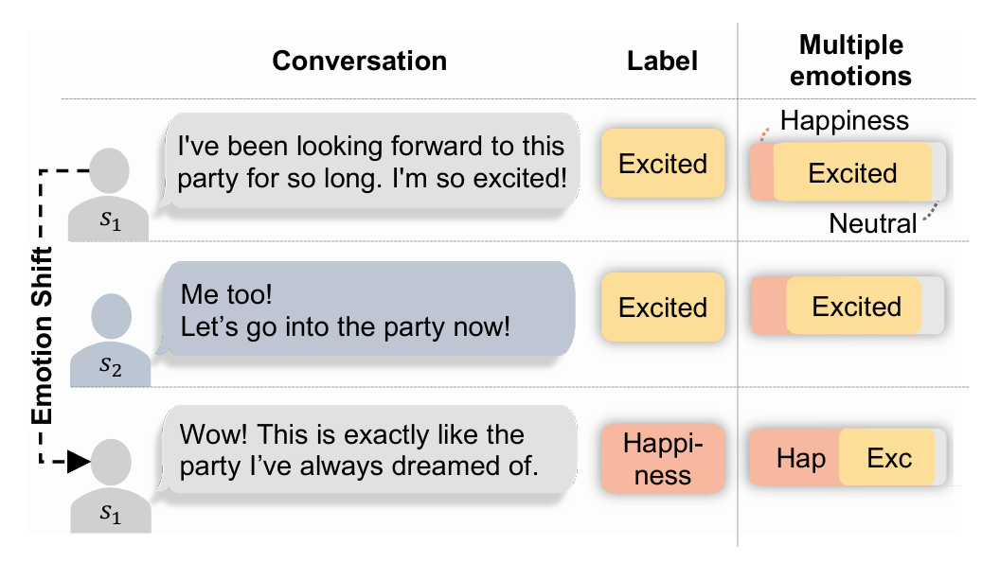 Conversation
Label
Multiple
emotions
I've been looking forward to this
party for so long. I'm so excited!
s₁
Excited
Happiness
Excited
Neutral
Emotion Shift
Me too!
Let’s go into the party now!
s₂
Excited
Excited
Wow! This is exactly like the
party I’ve always dreamed of.
s₁
Happi-
ness
Hap
Exc